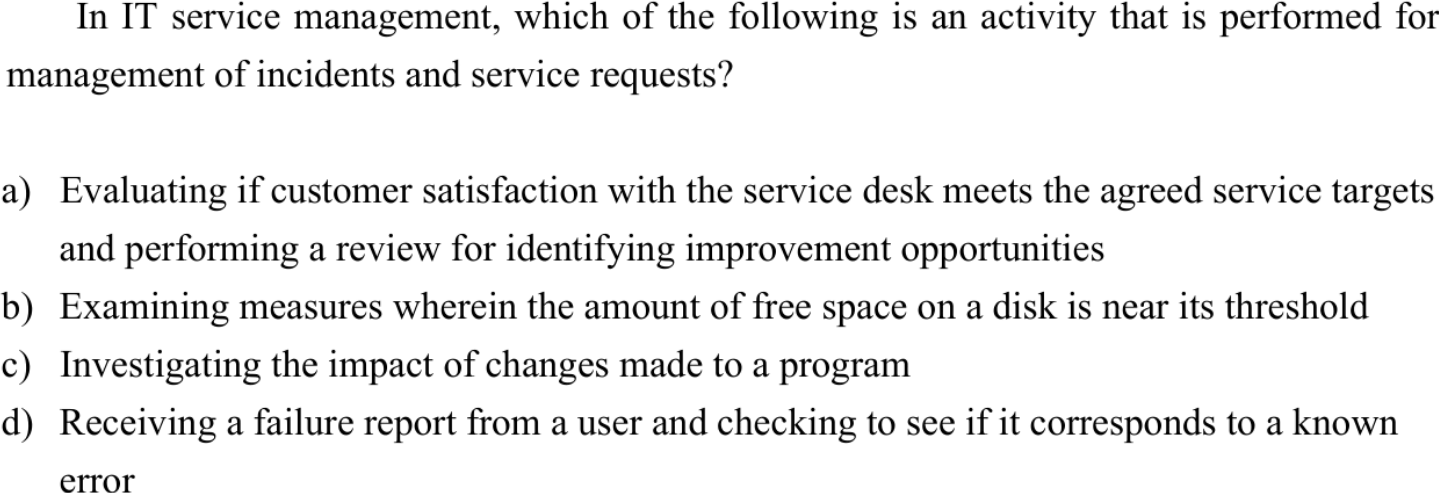 In IT service management, which of the following is an activity that is performed for
management of incidents and service requests?
a) Evaluating if customer satisfaction with the service desk meets the agreed service targets
and performing a review for identifying improvement opportunities
b) Examining measures wherein the amount of free space on a disk is near its threshold
c) Investigating the impact of changes made to a program
d) Receiving a failure report from a user and checking to see if it corresponds to a known
error